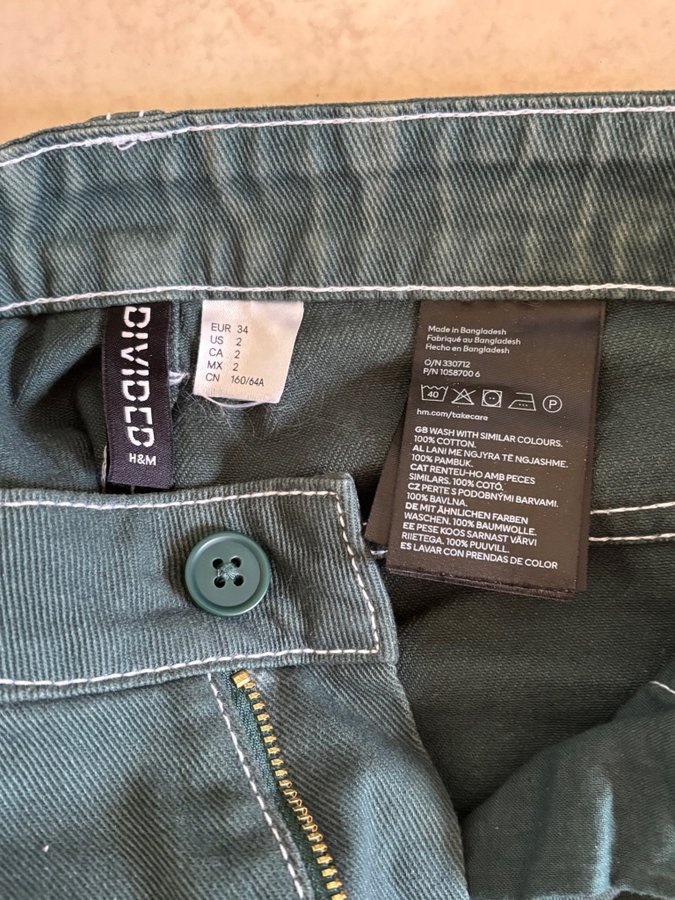 DIVIDED
H&M
EUR 34
US 2
CA 2
MX 2
CN 160/64A
Made in Bangladesh
Fabriqué au Bangladesh
Hecho en Bangladesh
O/N 330712
P/N 1058700 6
40 P
hm.com/takecare
GB WASH WITH SIMILAR COLOURS.
100% COTTON.
AL LANI ME NGJYRA TË NGJASHME.
100% PAMBUK.
CAT RENTEU-HO AMB PECES
SIMILARS. 100% COTÓ.
CZ PERTE S PODOBNÝMI BARVAMI.
100% BAVLNA.
DE MIT ÄHNLICHEN FARBEN
WASCHEN. 100% BAUMWOLLE.
EE PESE KOOS SARNAST VÄRVI
RIIETEGA. 100% PUUVILL.
ES LAVAR CON PRENDAS DE COLOR